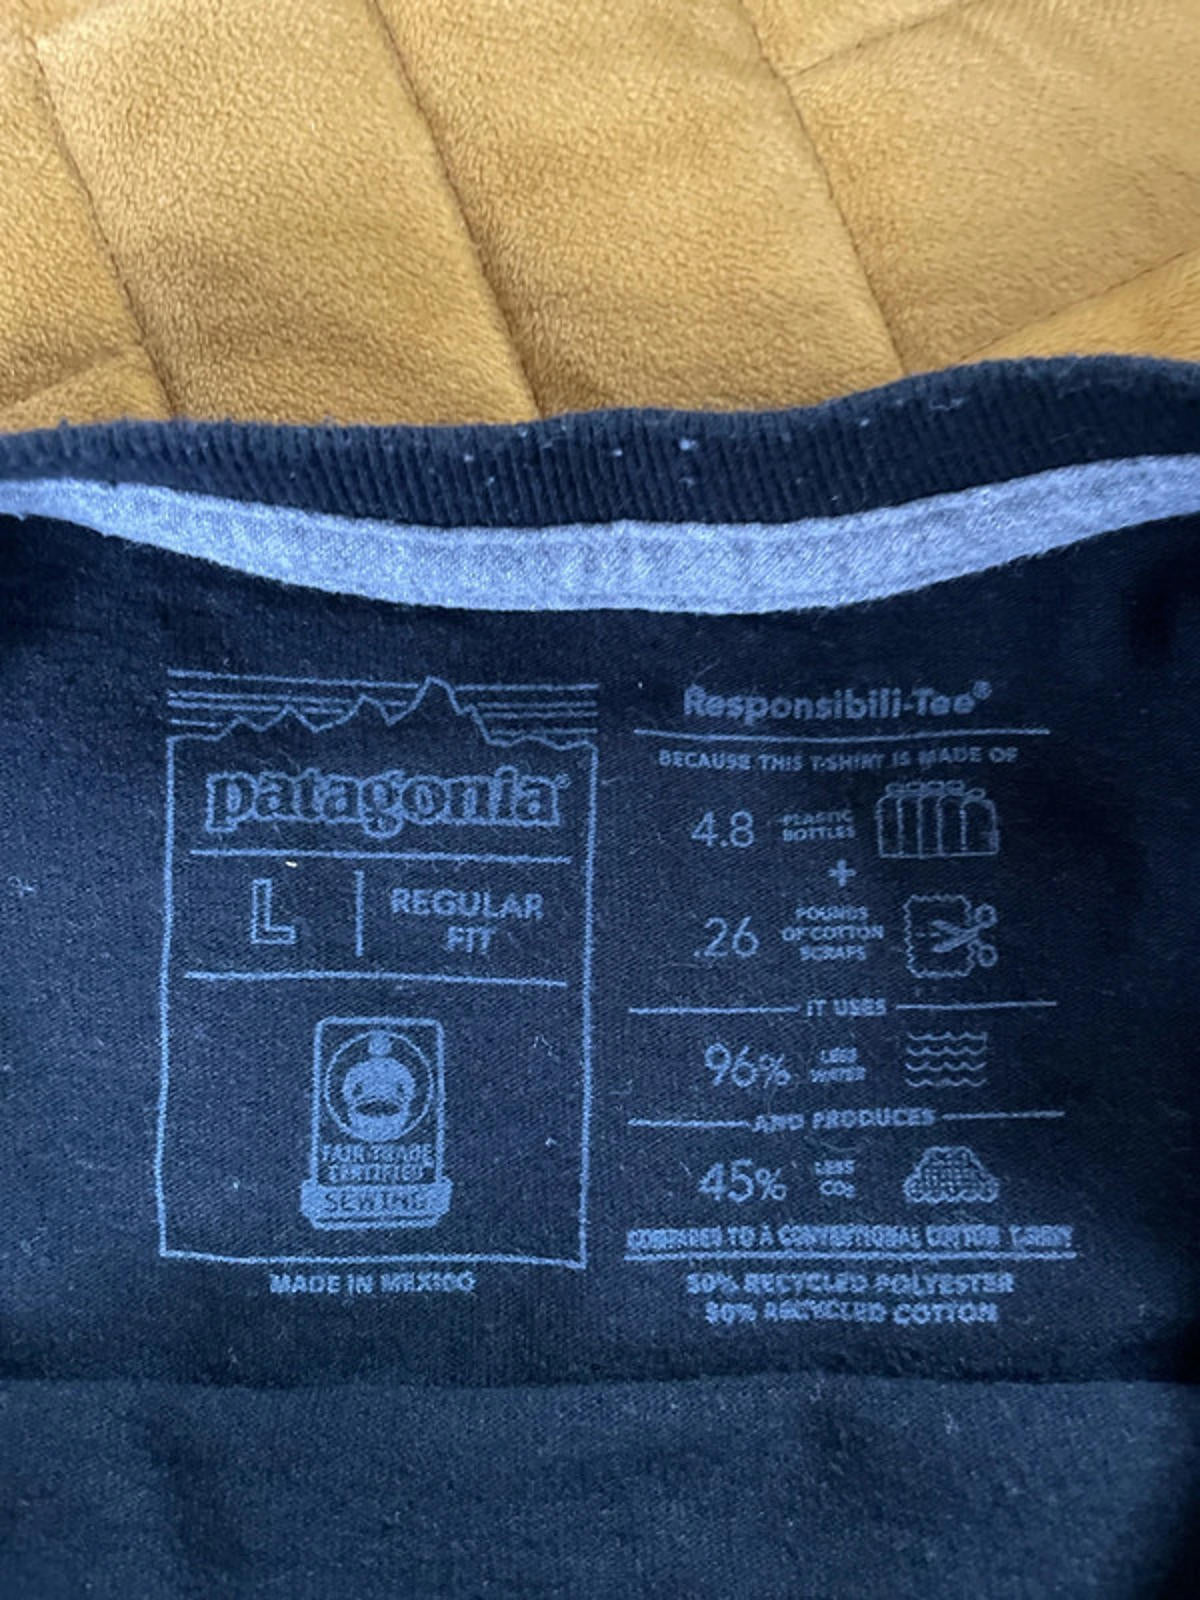 patagonia®
L
REGULAR
FIT
FAIR TRADE
CERTIFIED
SEWING
MADE IN MEXICO
Responsibili-Tee®
BECAUSE THIS T-SHIRT IS MADE OF
4.8 PLASTIC
BOTTLES
+
.26 POUNDS
OF COTTON
SCRAPS
IT USES
96% LESS
WATER
AND PRODUCES
45% LESS
CO₂
COMPARED TO A CONVENTIONAL COTTON T-SHIRT
50% RECYCLED POLYESTER
50% RECYCLED COTTON